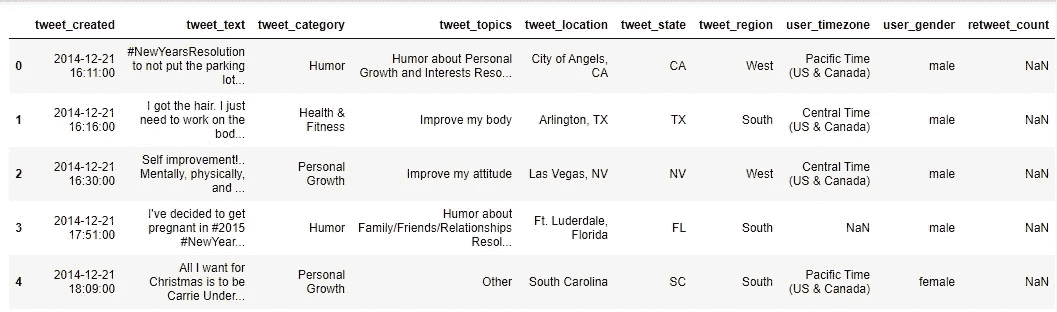 tweet_created tweet_text tweet_category tweet_topics tweet_location tweet_state tweet_region user_timezone user_gender retweet_count
0 2014-12-21 16:11:00 #NewYearsResolution to not put the parking lot... Humor Humor about Personal Growth and Interests Reso... City of Angels, CA CA West Pacific Time (US & Canada) male NaN
1 2014-12-21 16:16:00 I got the hair. I just need to work on the bod... Health & Fitness Improve my body Arlington, TX TX South Central Time (US & Canada) male NaN
2 2014-12-21 16:30:00 Self improvement!.. Mentally, physically, and ... Personal Growth Improve my attitude Las Vegas, NV NV West Central Time (US & Canada) male NaN
3 2014-12-21 17:51:00 I've decided to get pregnant in #2015 #NewYear... Humor Humor about Family/Friends/Relationships Resol... Ft. Luderdale, Florida FL South NaN male NaN
4 2014-12-21 18:09:00 All I want for Christmas is to be Carrie Under... Personal Growth Other South Carolina SC South Pacific Time (US & Canada) female NaN